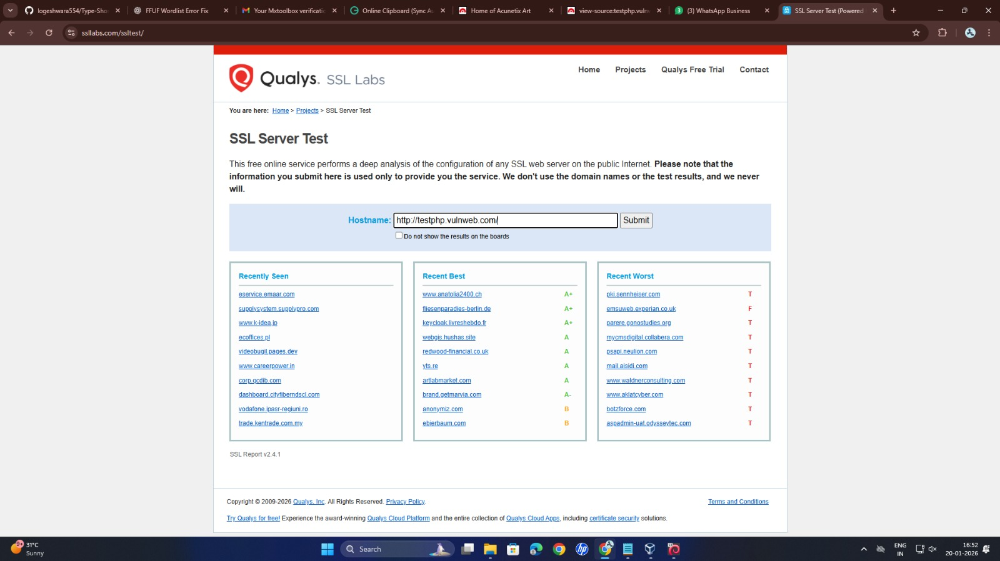 logeshwara554/Type-Sho
FFUF Wordlist Error Fix
Your Mxtoolbox verificatio
Online Clipboard (Sync Au
Home of Acunetix Art
view-source:testphp.vulnw
(3) WhatsApp Business
SSL Server Test (Powered
ssllabs.com/ssltest/
Qualys. SSL Labs
Home Projects Qualys Free Trial Contact
You are here: Home > Projects > SSL Server Test
SSL Server Test
This free online service performs a deep analysis of the configuration of any SSL web server on the public Internet. Please note that the
information you submit here is used only to provide you the service. We don't use the domain names or the test results, and we never
will.
Hostname: http://testphp.vulnweb.com/ Submit
Do not show the results on the boards
Recently Seen
eservice.emaar.com
supplysystem.supplypro.com
www.k-idea.jp
ecoffices.pl
videobugil.pages.dev
www.careerpower.in
corp.qcdib.com
dashboard.cityfiberndscl.com
vodafone.ipasr-regiuni.ro
trade.kentrade.com.my
Recent Best
www.anatolia2400.ch A+
fliesenparadies-berlin.de A+
keycloak.livreshebdo.fr A+
webgis.hushas.site A
redwood-financial.co.uk A
yts.re A
artlabmarket.com A
brand.getmarvia.com A-
anonymiz.com B
ebierbaum.com B
Recent Worst
pki.sennheiser.com T
emsuweb.experian.co.uk F
parere.gonostudies.org T
mycmsdigital.collabera.com T
psapi.neulion.com T
mail.aisidi.com T
www.waldnerconsulting.com T
www.aklatcyber.com T
botzforce.com T
aspadmin-uat.odysseytec.com T
SSL Report v2.4.1
Copyright © 2009-2026 Qualys, Inc. All Rights Reserved. Privacy Policy. Terms and Conditions
Try Qualys for free! Experience the award-winning Qualys Cloud Platform and the entire collection of Qualys Cloud Apps, including certificate security solutions.
9+
31°C
Sunny
Search
hp
ENG
IN
16:52
20-01-2026